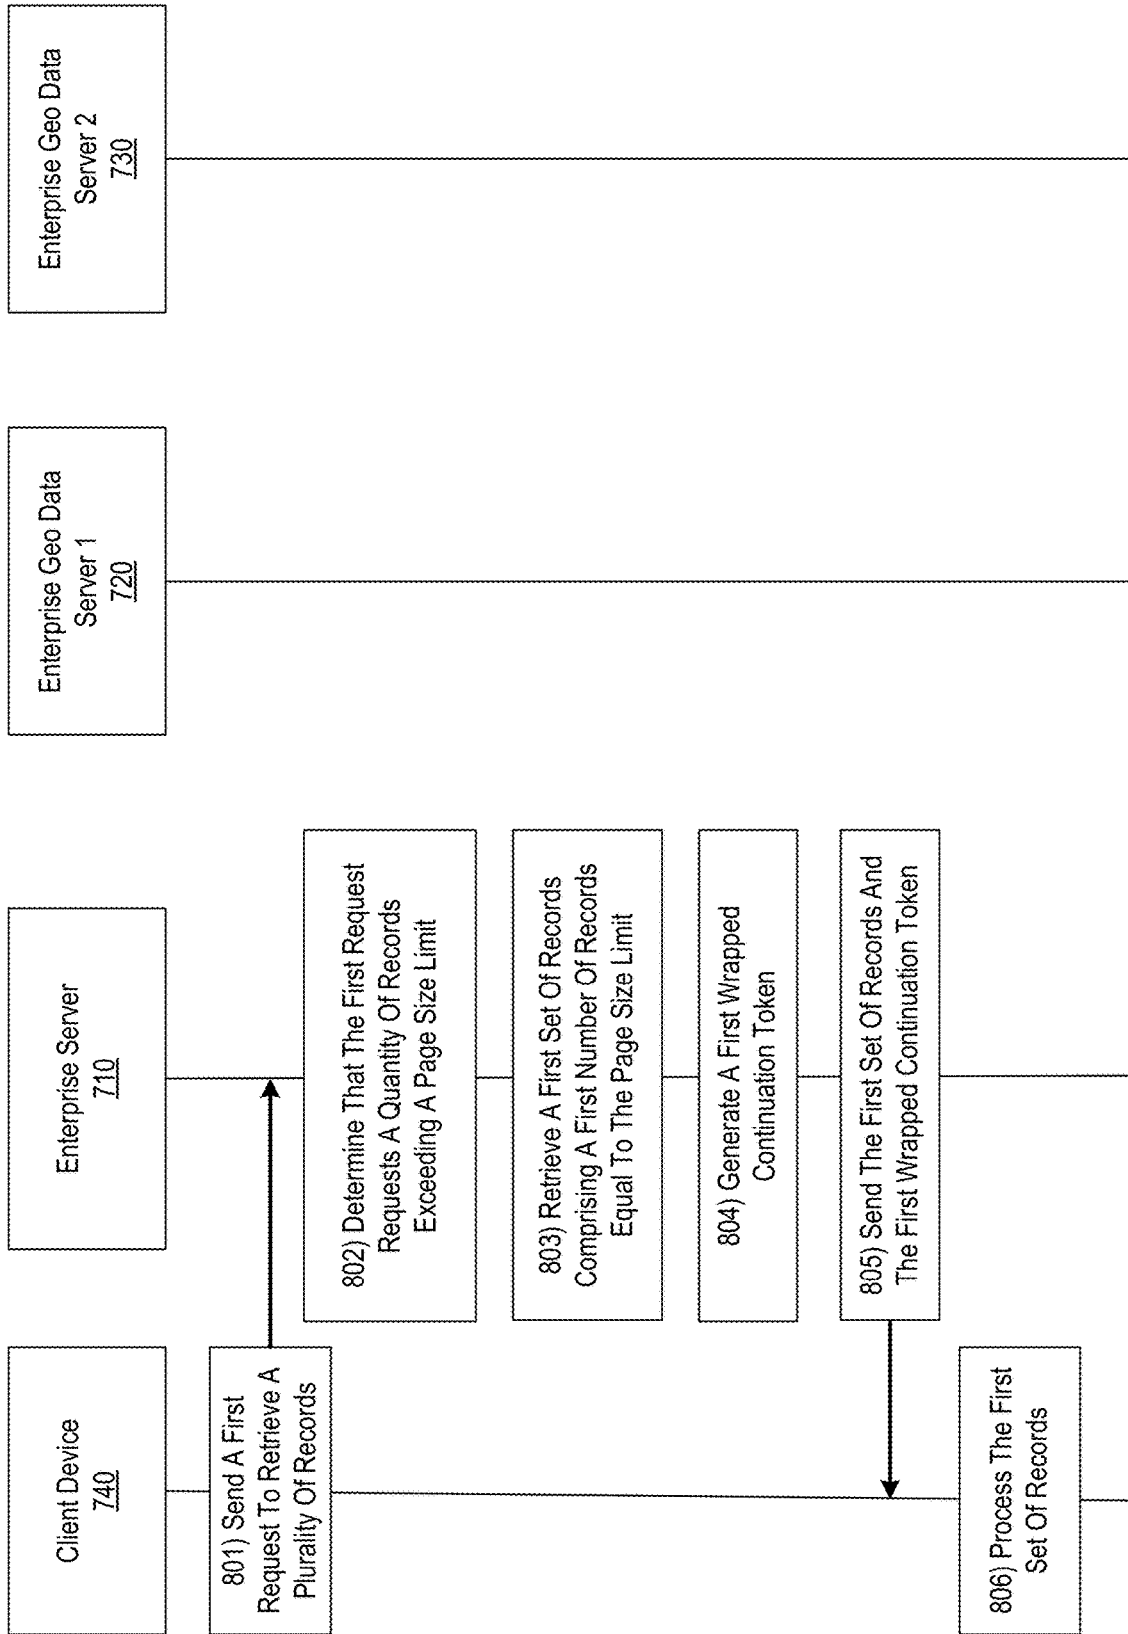 Client Device
740
Enterprise Server
710
Enterprise Geo Data
Server 1
720
Enterprise Geo Data
Server 2
730
801) Send A First
Request To Retrieve A
Plurality Of Records
802) Determine That The First Request
Requests A Quantity Of Records
Exceeding A Page Size Limit
803) Retrieve A First Set Of Records
Comprising A First Number Of Records
Equal To The Page Size Limit
804) Generate A First Wrapped
Continuation Token
805) Send The First Set Of Records And
The First Wrapped Continuation Token
806) Process The First
Set Of Records